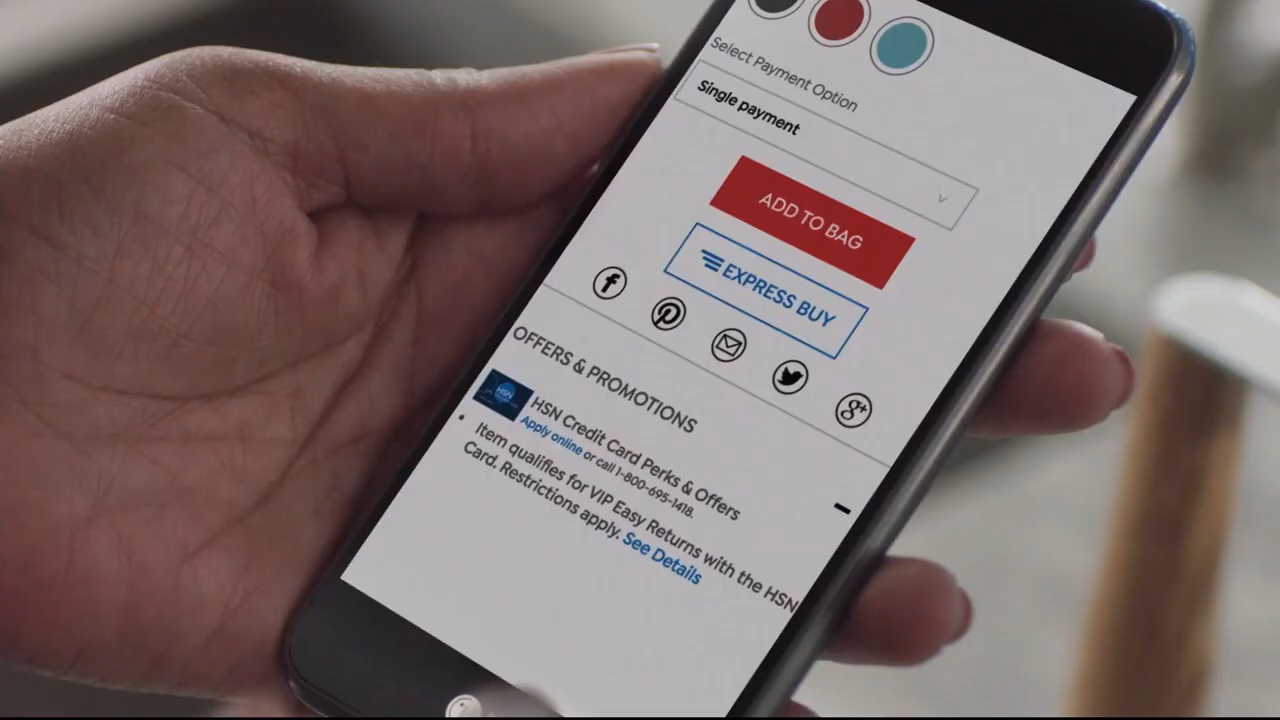 Select Payment Option
Single payment
ADD TO BAG
EXPRESS BUY
OFFERS & PROMOTIONS
HSN
HSN Credit Card Perks & Offers
Apply online or call 1-800-695-1418.
Item qualifies for VIP Easy Returns with the HSN
Card. Restrictions apply. See Details